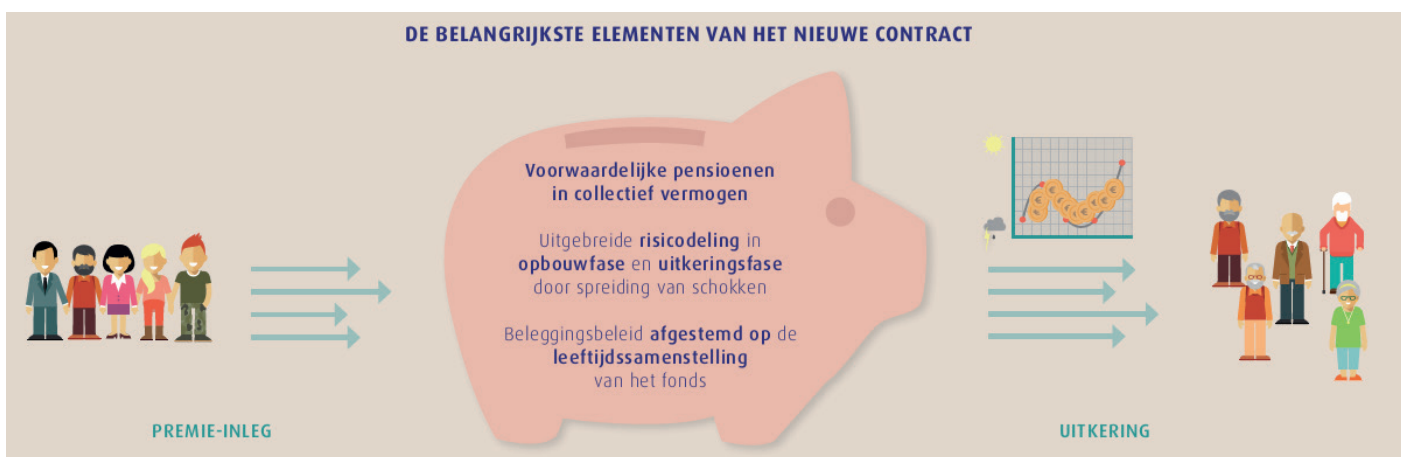 DE BELANGRIJKSTE ELEMENTEN VAN HET NIEUWE CONTRACT
Voorwaardelijke pensioenen
in collectief vermogen
Uitgebreide risicodeling in
opbouwfase en uitkeringsfase
door spreiding van schokken
Beleggingsbeleid afgestemd op de
leeftijdssamenstelling
van het fonds
PREMIE-INLEG
UITKERING